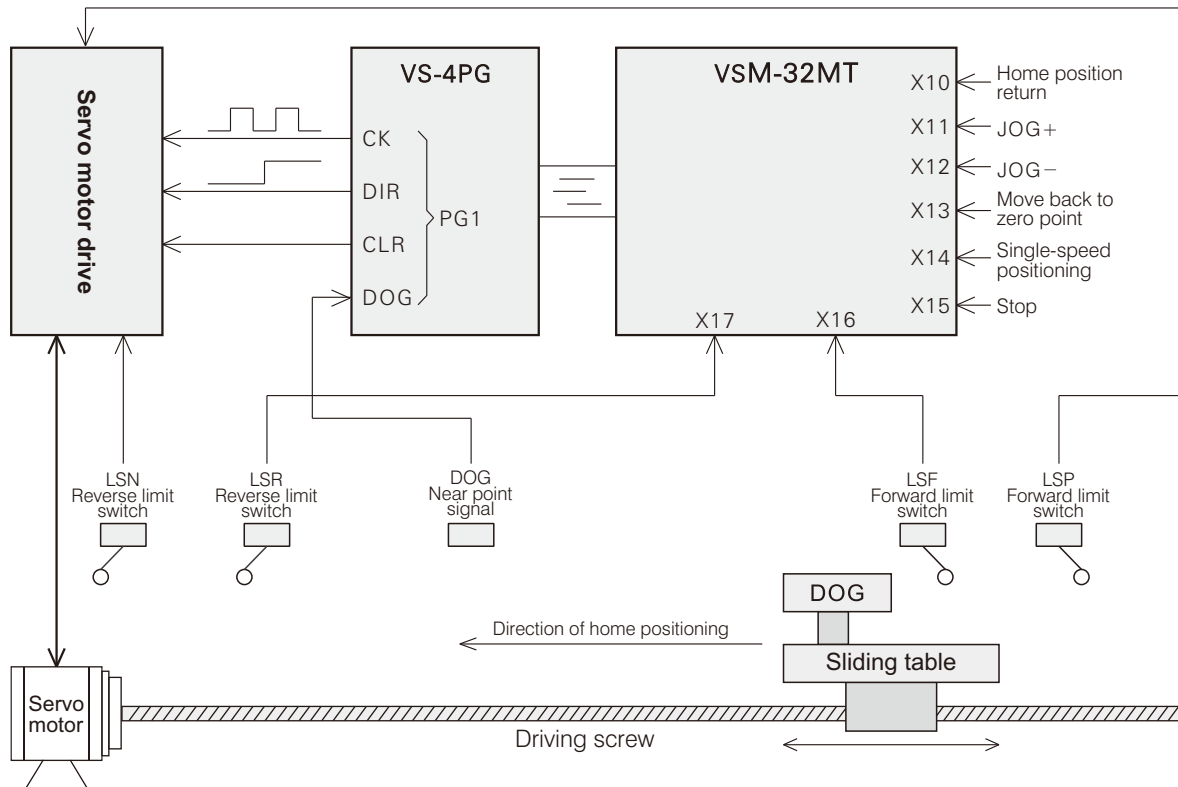 VS-4PG
VSM-32MT
Servo motor drive
CK
DIR
CLR
DOG
PG1
X10
Home position
return
X11
JOG+
X12
JOG−
X13
Move back to
zero point
X14
Single-speed
positioning
X15
Stop
X17
X16
LSN
Reverse limit
switch
LSR
Reverse limit
switch
DOG
Near point
signal
LSF
Forward limit
switch
LSP
Forward limit
switch
DOG
Direction of home positioning
Sliding table
Servo
motor
Driving screw